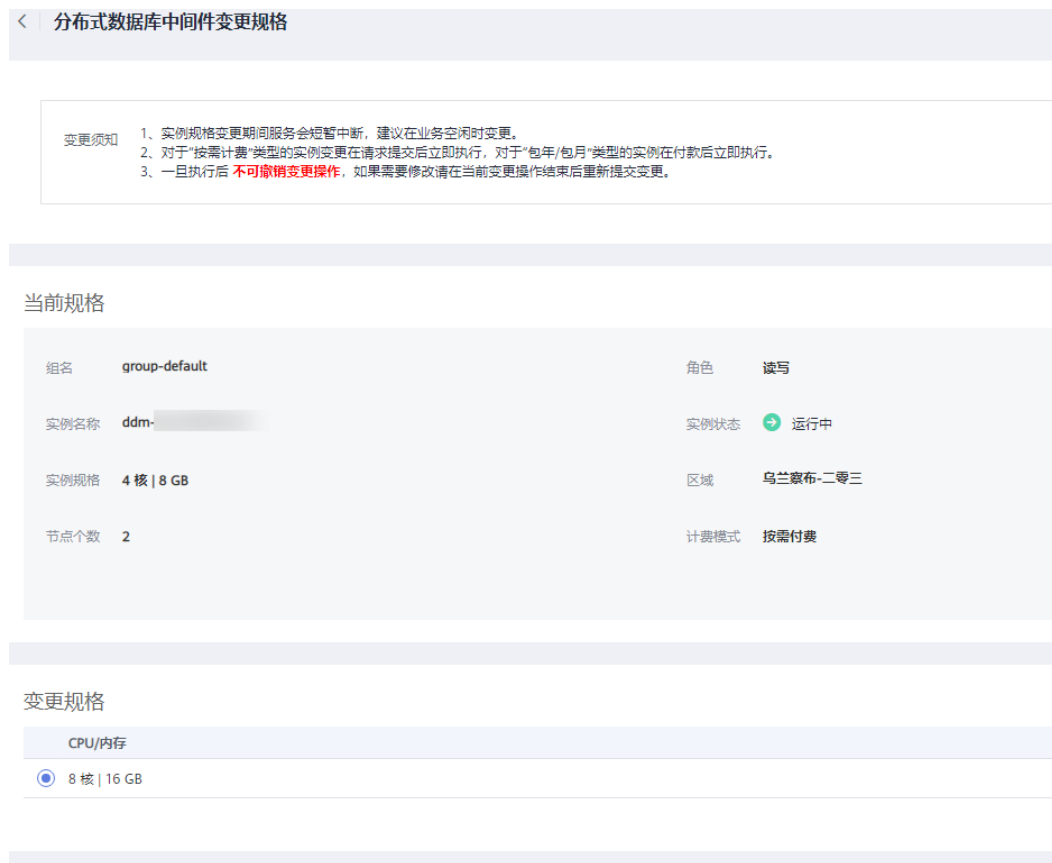 分布式数据库中间件变更规格
变更须知
1、实例规格变更期间服务会短暂中断，建议在业务空闲时变更。
2、对于"按需计费"类型的实例变更在请求提交后立即执行，对于"包年/包月"类型的实例在付款后立即执行。
3、一旦执行后 不可撤销变更操作，如果需要修改请在当前变更操作结束后重新提交变更。
当前规格
组名 group-default 角色 读写
实例名称 ddm- 实例状态 运行中
实例规格 4 核 | 8 GB 区域 乌兰察布-二零三
节点个数 2 计费模式 按需付费
变更规格
CPU/内存
8 核 | 16 GB